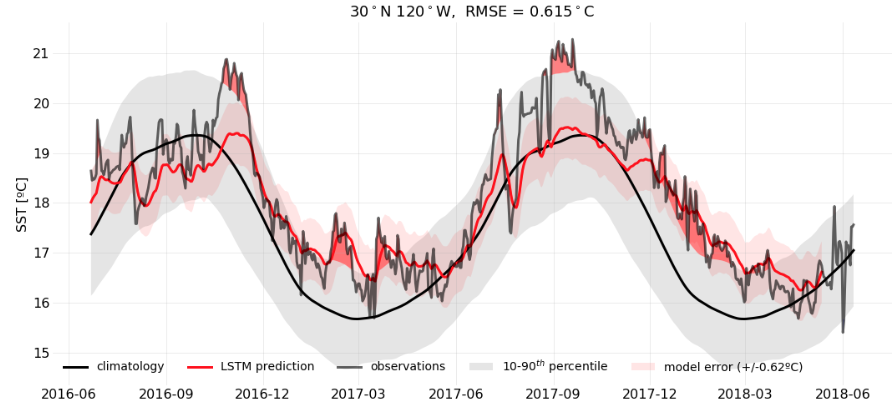 30°N 120°W, RMSE = 0.615°C
SST [ºC]
21
20
19
18
17
16
15
climatology LSTM prediction observations 10-90th percentile model error (+/-0.62ºC)
2016-06 2016-09 2016-12 2017-03 2017-06 2017-09 2017-12 2018-03 2018-06